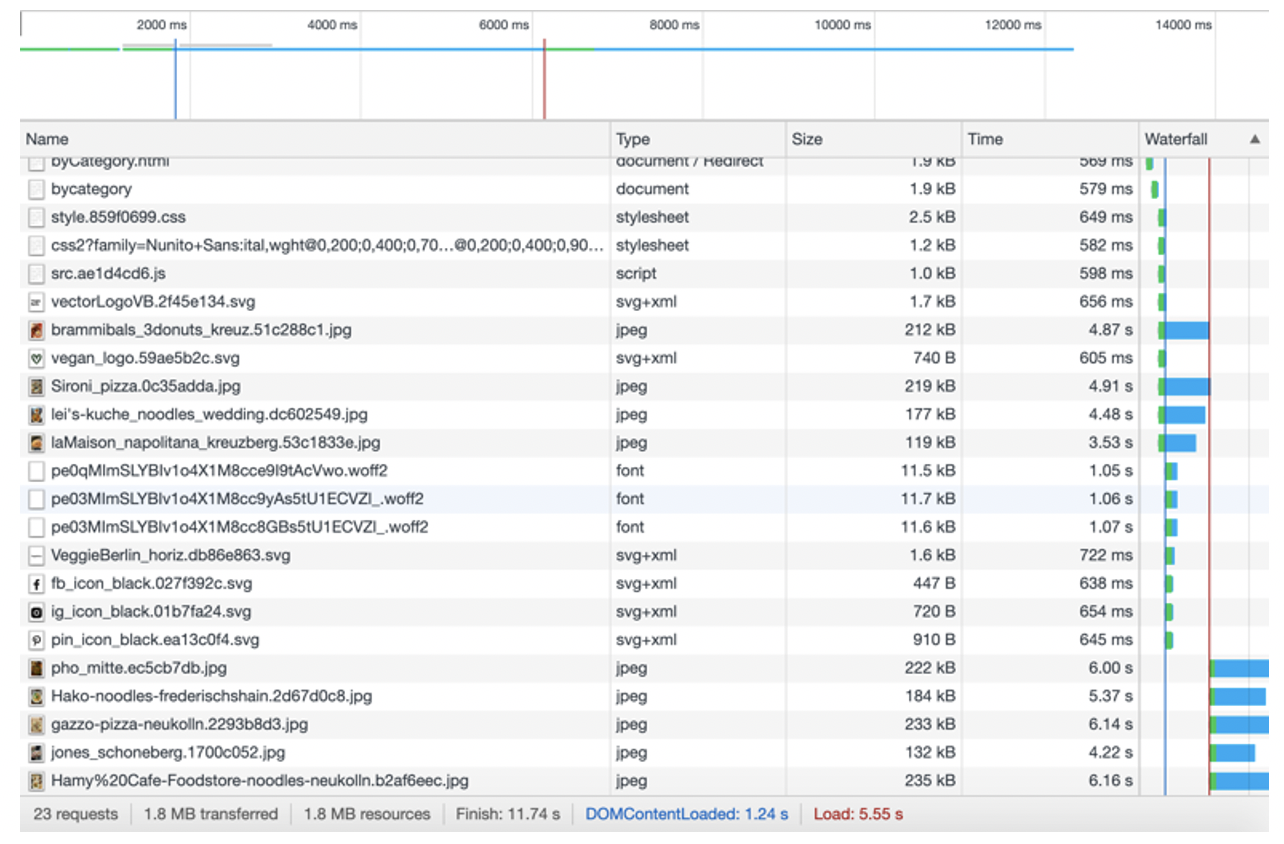 2000 ms 4000 ms 6000 ms 8000 ms 10000 ms 12000 ms 14000 ms
Name Type Size Time Waterfall ▲
byCategory.html document / Redirect 1.9 kB 569 ms
bycategory document 1.9 kB 579 ms
style.859f0699.css stylesheet 2.5 kB 649 ms
css2?family=Nunito+Sans:ital,wght@0,200;0,400;0,70...@0,200;0,400;0,90... stylesheet 1.2 kB 582 ms
src.ae1d4cd6.js script 1.0 kB 598 ms
vectorLogoVB.2f45e134.svg svg+xml 1.7 kB 656 ms
brammibals_3donuts_kreuz.51c288c1.jpg jpeg 212 kB 4.87 s
vegan_logo.59ae5b2c.svg svg+xml 740 B 605 ms
Sironi_pizza.0c35adda.jpg jpeg 219 kB 4.91 s
lei's-kuche_noodles_wedding.dc602549.jpg jpeg 177 kB 4.48 s
laMaison_napolitana_kreuzberg.53c1833e.jpg jpeg 119 kB 3.53 s
pe0qMImSLYBIv1o4X1M8cce9I9tAcVwo.woff2 font 11.5 kB 1.05 s
pe03MImSLYBIv1o4X1M8cc9yAs5tU1ECVZI_.woff2 font 11.7 kB 1.06 s
pe03MImSLYBIv1o4X1M8cc8GBs5tU1ECVZI_.woff2 font 11.6 kB 1.07 s
VeggieBerlin_horiz.db86e863.svg svg+xml 1.6 kB 722 ms
fb_icon_black.027f392c.svg svg+xml 447 B 638 ms
ig_icon_black.01b7fa24.svg svg+xml 720 B 654 ms
pin_icon_black.ea13c0f4.svg svg+xml 910 B 645 ms
pho_mitte.ec5cb7db.jpg jpeg 222 kB 6.00 s
Hako-noodles-frederischshain.2d67d0c8.jpg jpeg 184 kB 5.37 s
gazzo-pizza-neukolln.2293b8d3.jpg jpeg 233 kB 6.14 s
jones_schoneberg.1700c052.jpg jpeg 132 kB 4.22 s
Hamy%20Cafe-Foodstore-noodles-neukolln.b2af6eec.jpg jpeg 235 kB 6.16 s
23 requests 1.8 MB transferred 1.8 MB resources Finish: 11.74 s DOMContentLoaded: 1.24 s Load: 5.55 s